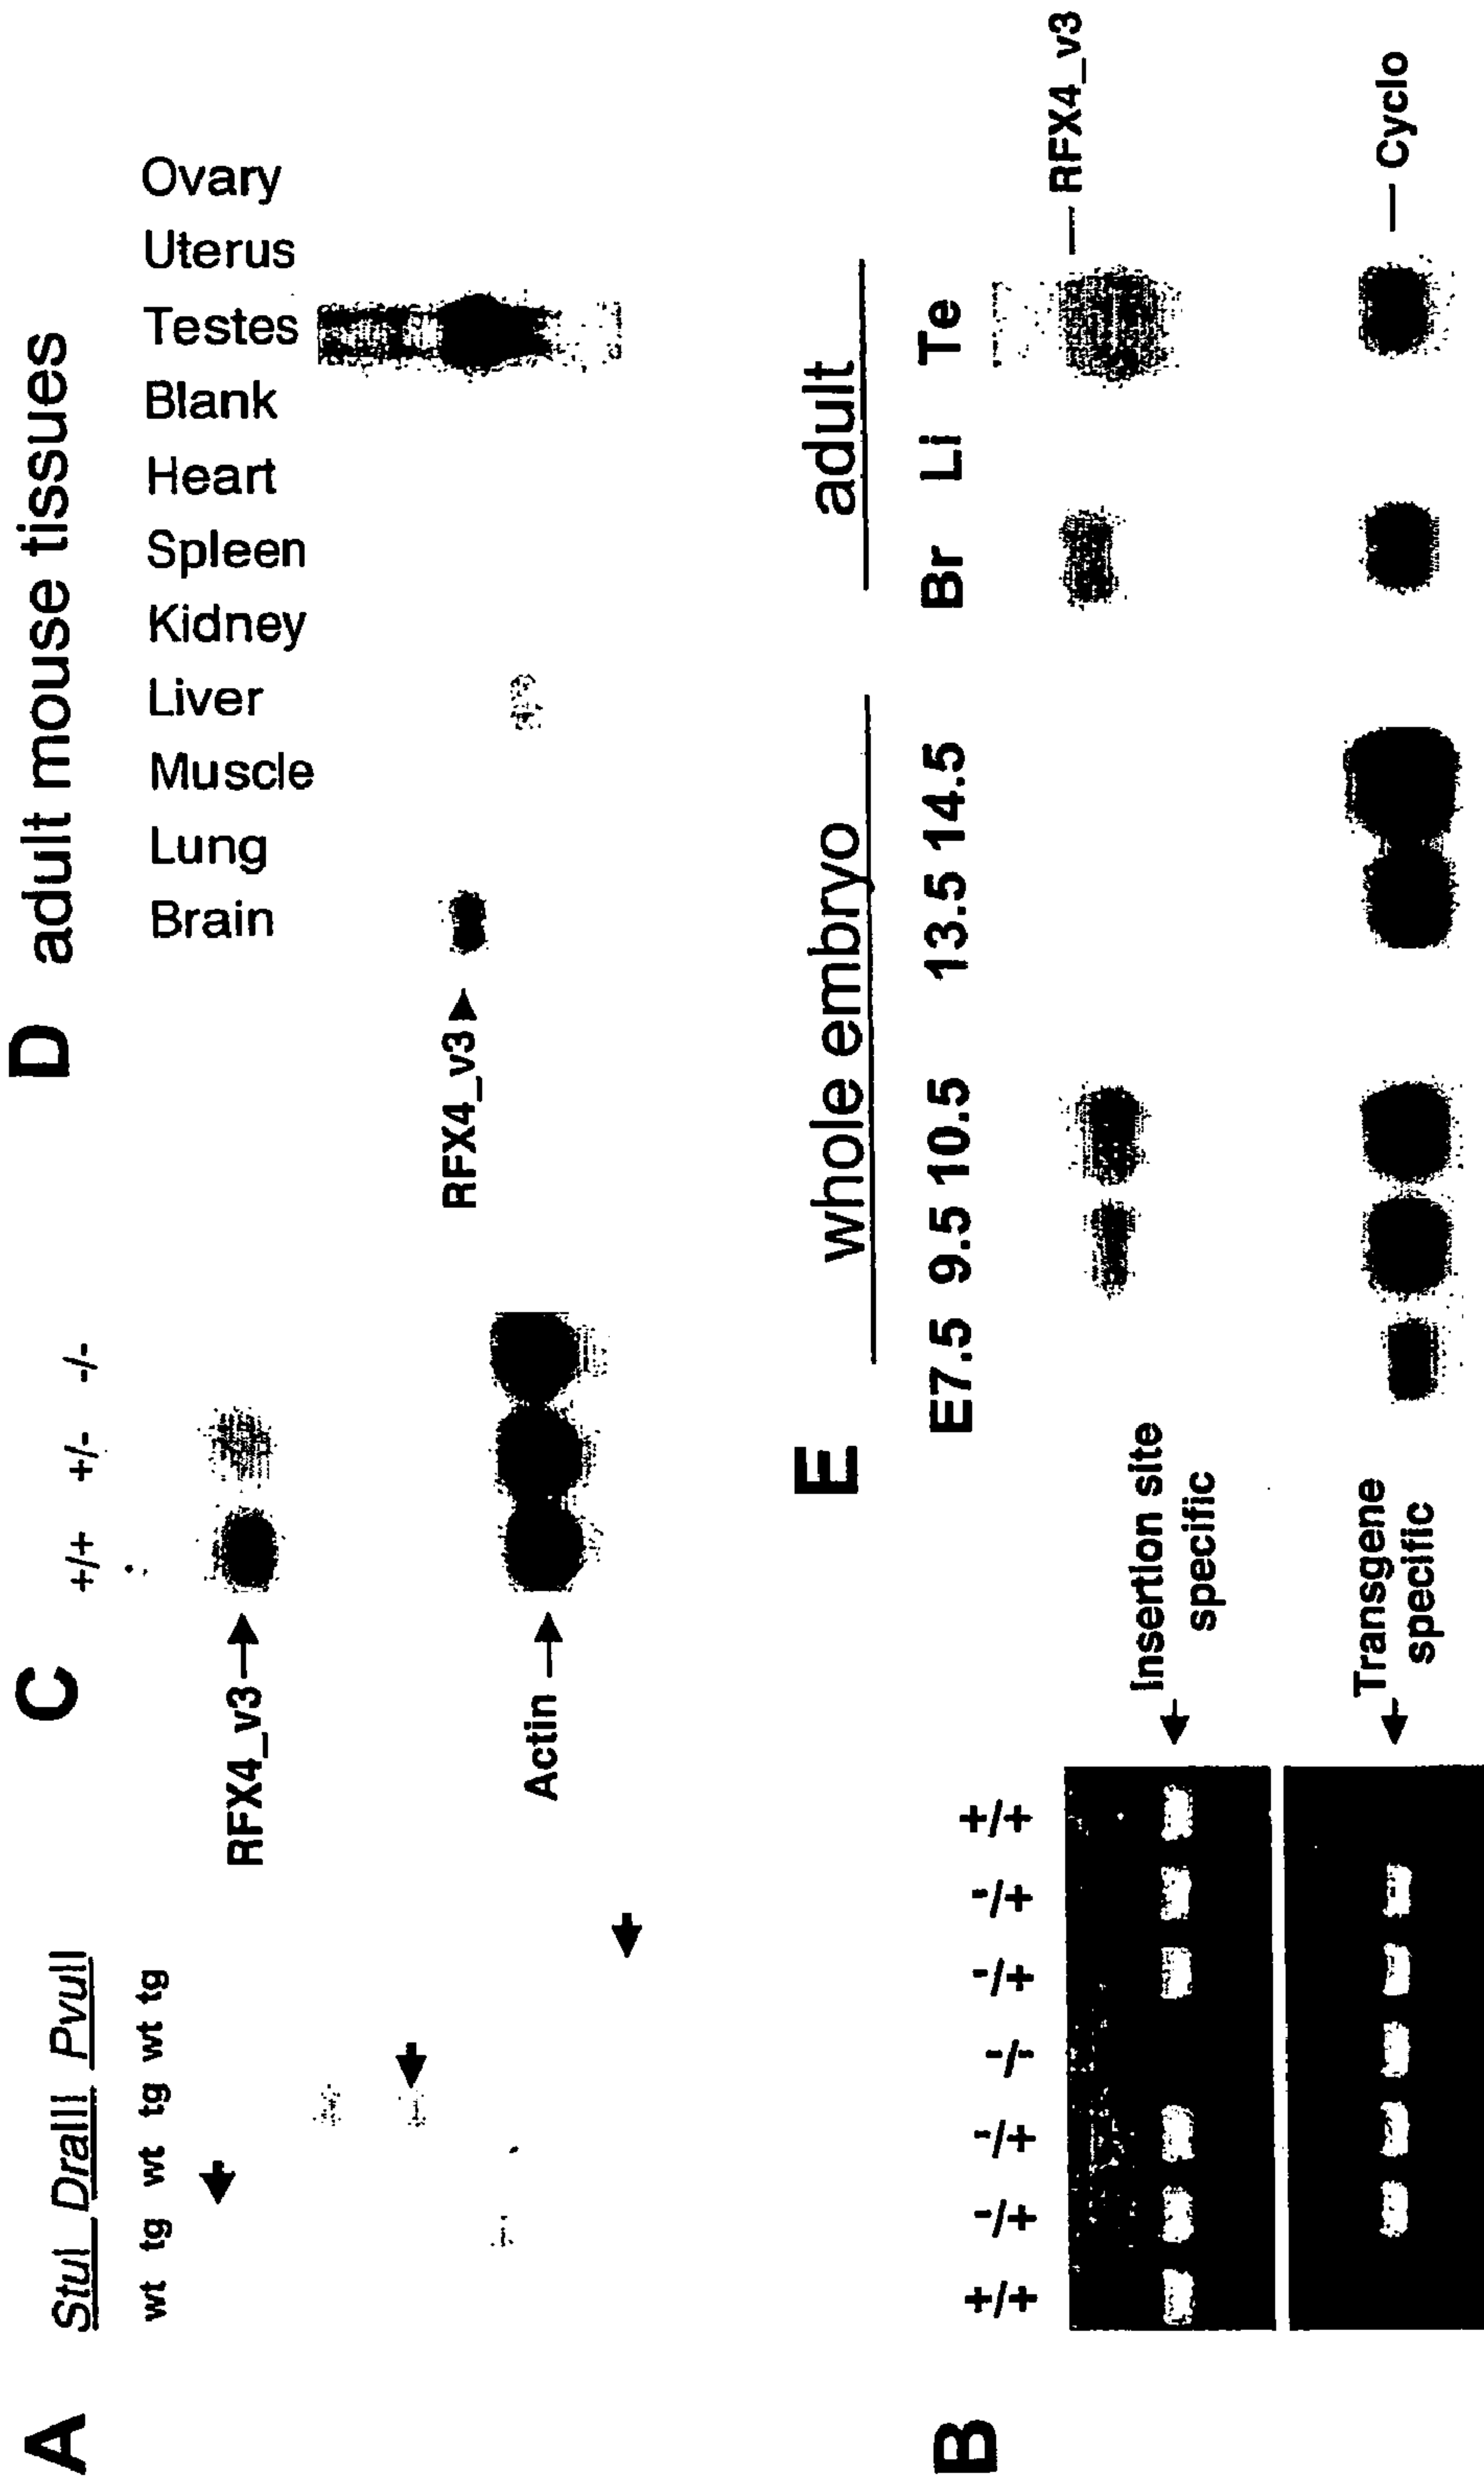 A
StuI DraIII PvuII
wt tg wt tg wt tg
B
+/+ -/+ -/+ -/- -/+ -/+ +/+
Insertion site
specific
Transgene
specific
C
+/+ +/- -/-
RFX4_v3
Actin
D adult mouse tissues
Brain
Lung
Muscle
Liver
Kidney
Spleen
Heart
Blank
Testes
Uterus
Ovary
RFX4_v3
E
whole embryo adult
E7.5 9.5 10.5 13.5 14.5 Br Li Te
RFX4_v3
Cyclo